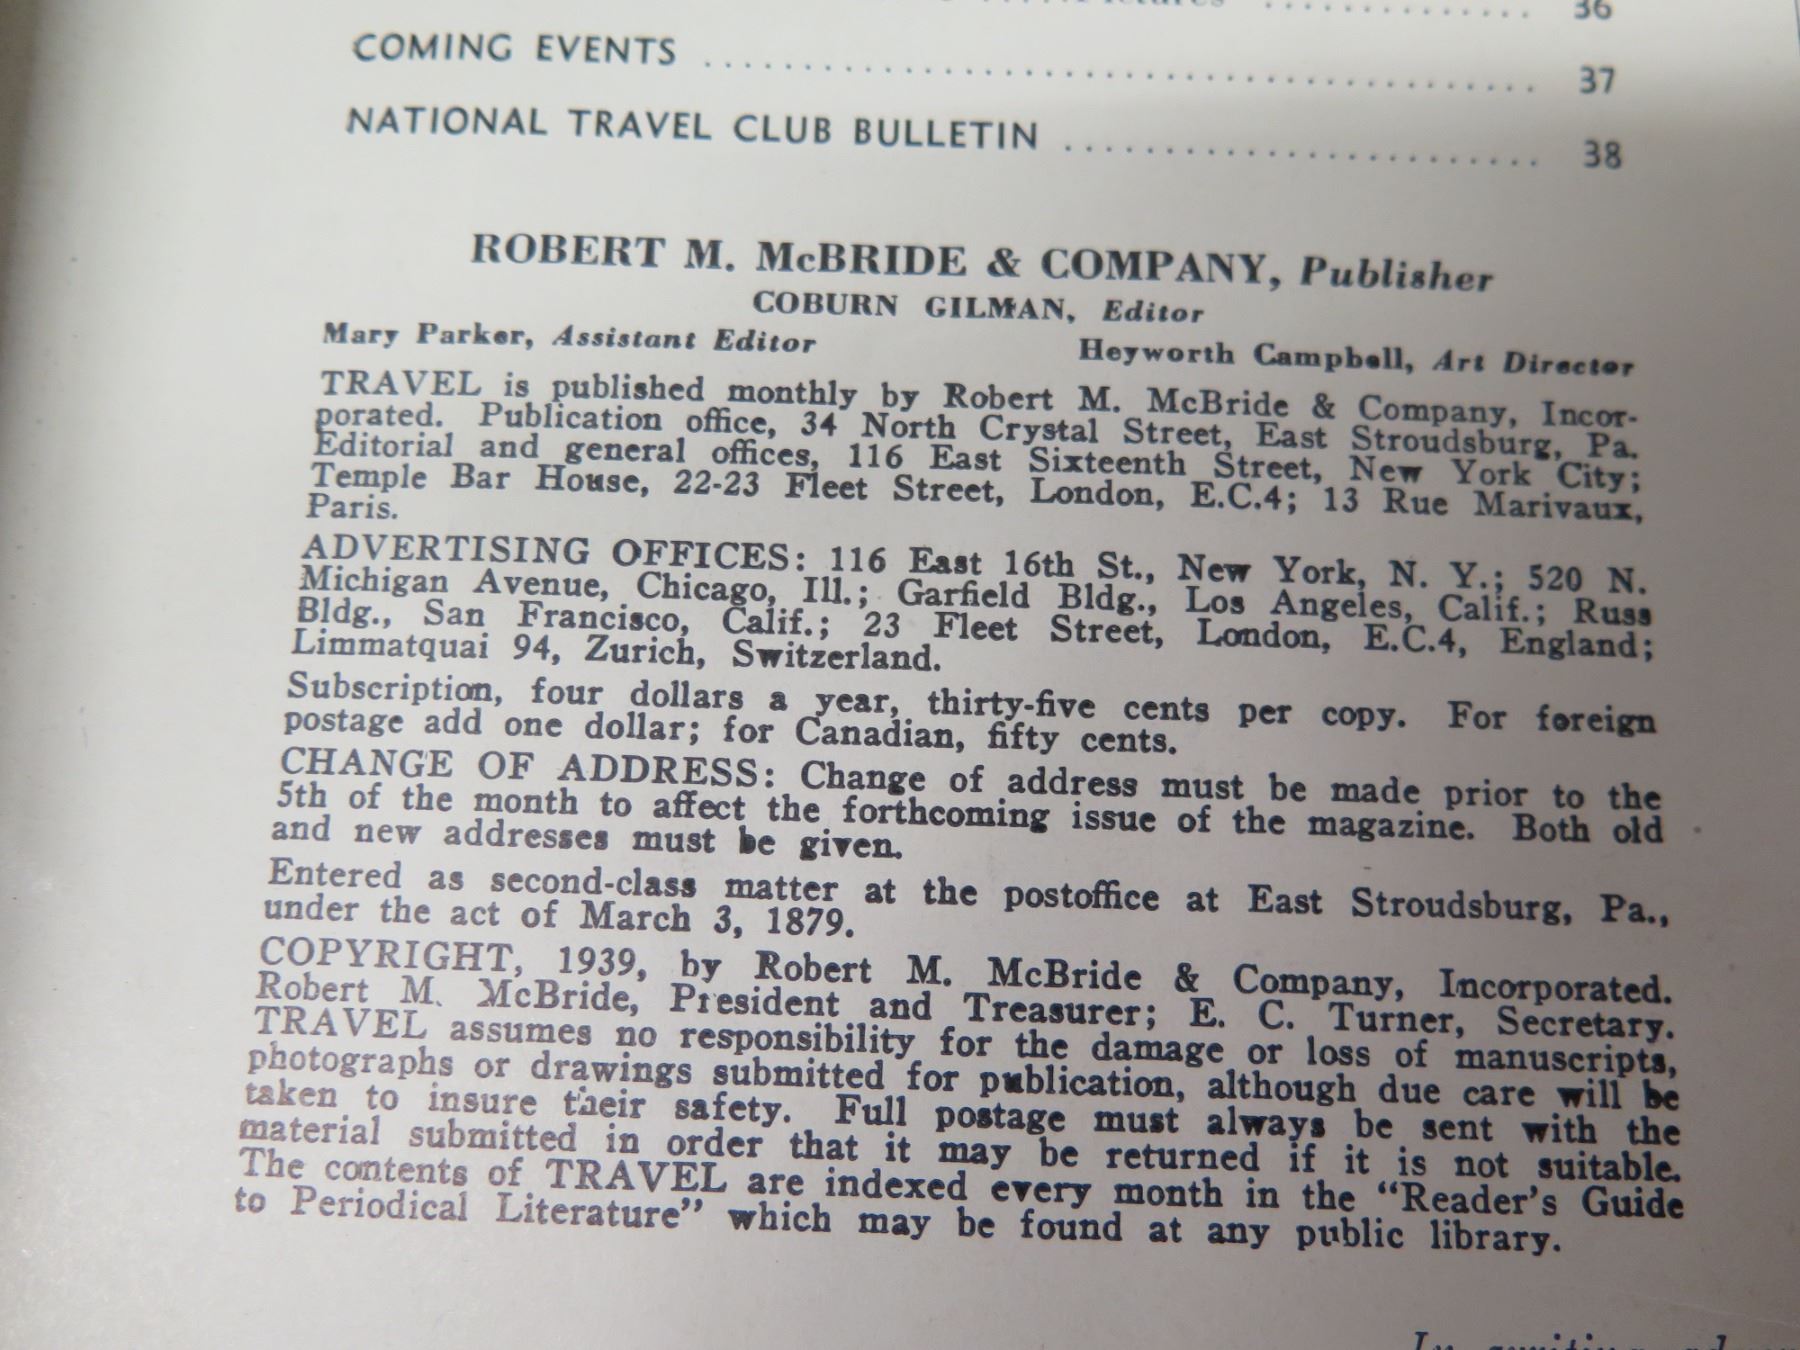 Pictures .............. 36
COMING EVENTS .......................................... 37
NATIONAL TRAVEL CLUB BULLETIN ........................ 38
ROBERT M. McBRIDE & COMPANY, Publisher
COBURN GILMAN, Editor
Mary Parker, Assistant Editor Heyworth Campbell, Art Director
TRAVEL is published monthly by Robert M. McBride & Company, Incor-
porated. Publication office, 34 North Crystal Street, East Stroudsburg, Pa.
Editorial and general offices, 116 East Sixteenth Street, New York City;
Temple Bar House, 22-23 Fleet Street, London, E.C.4; 13 Rue Marivaux,
Paris.
ADVERTISING OFFICES: 116 East 16th St., New York, N. Y.; 520 N.
Michigan Avenue, Chicago, Ill.; Garfield Bldg., Los Angeles, Calif.; Russ
Bldg., San Francisco, Calif.; 23 Fleet Street, London, E.C.4, England;
Limmatquai 94, Zurich, Switzerland.
Subscription, four dollars a year, thirty-five cents per copy. For foreign
postage add one dollar; for Canadian, fifty cents.
CHANGE OF ADDRESS: Change of address must be made prior to the
5th of the month to affect the forthcoming issue of the magazine. Both old
and new addresses must be given.
Entered as second-class matter at the postoffice at East Stroudsburg, Pa.,
under the act of March 3, 1879.
COPYRIGHT, 1939, by Robert M. McBride & Company, Incorporated.
Robert M. McBride, President and Treasurer; E. C. Turner, Secretary.
TRAVEL assumes no responsibility for the damage or loss of manuscripts,
photographs or drawings submitted for publication, although due care will be
taken to insure their safety. Full postage must always be sent with the
material submitted in order that it may be returned if it is not suitable.
The contents of TRAVEL are indexed every month in the "Reader's Guide
to Periodical Literature" which may be found at any public library.
In writing